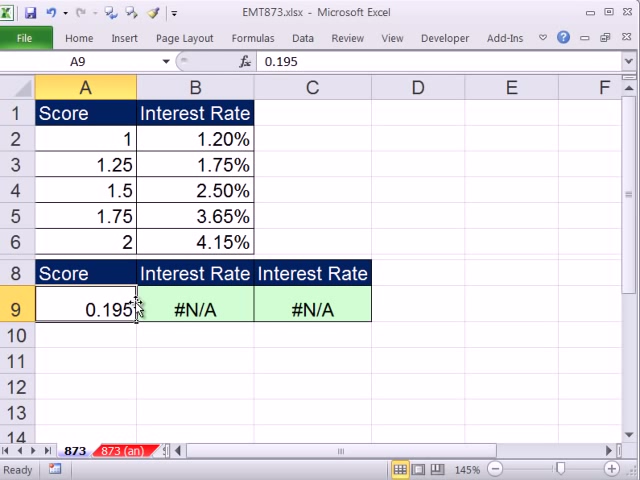 EMT873.xlsx - Microsoft Excel
File Home Insert Page Layout Formulas Data Review View Developer Add-Ins
A9 fx 0.195
A B C D E F
1 Score Interest Rate
2 1 1.20%
3 1.25 1.75%
4 1.5 2.50%
5 1.75 3.65%
6 2 4.15%
8 Score Interest Rate Interest Rate
9 0.195 #N/A #N/A
10
11
12
13
14
873 873 (an)
Ready 145%